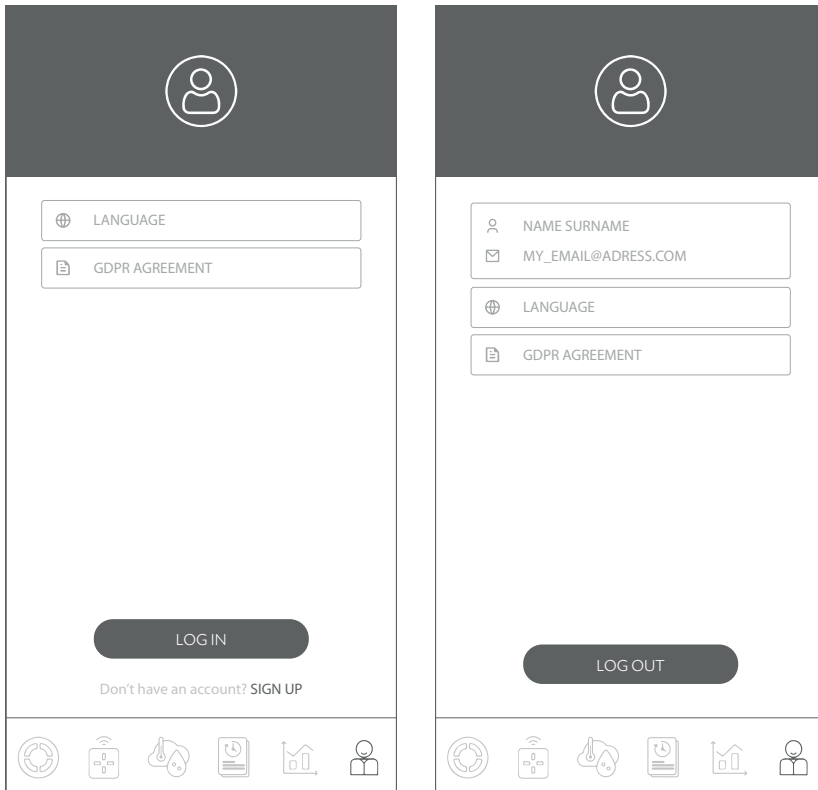 LANGUAGE
GDPR AGREEMENT
LOG IN
Don't have an account? SIGN UP
NAME SURNAME
MY_EMAIL@ADRESS.COM
LANGUAGE
GDPR AGREEMENT
LOG OUT